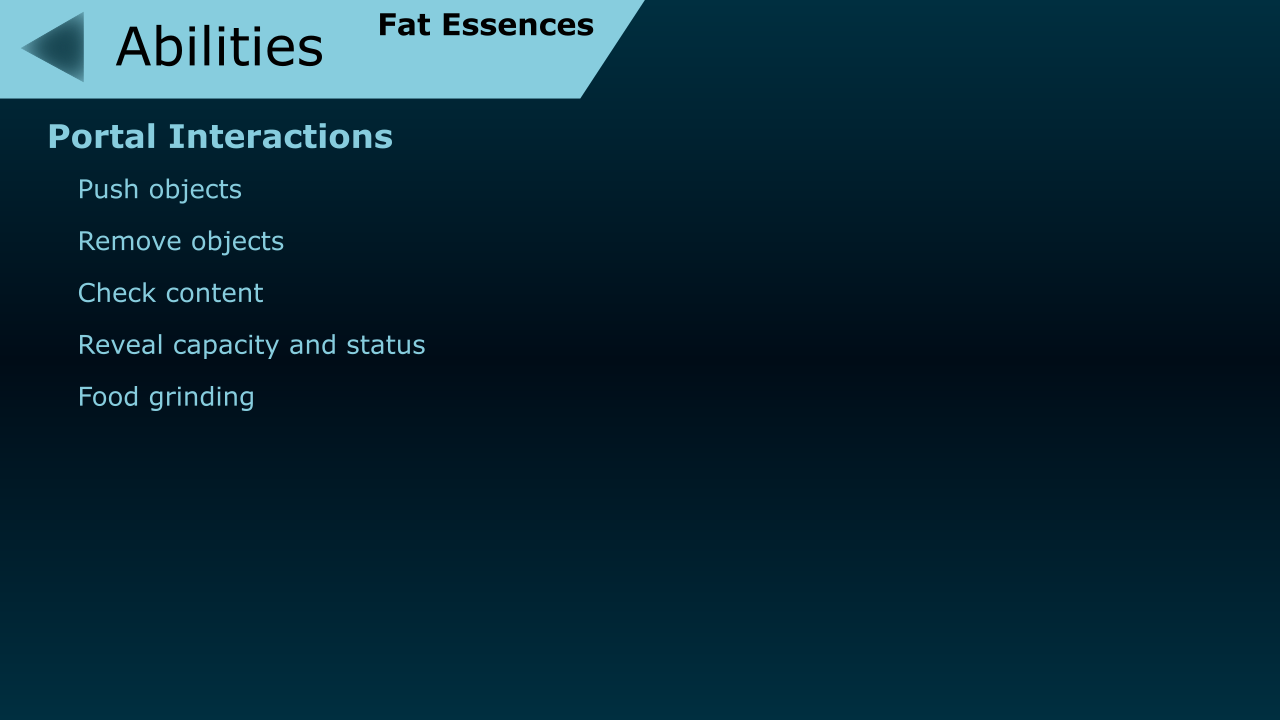 Abilities
Fat Essences
Portal Interactions
Push objects
Remove objects
Check content
Reveal capacity and status
Food grinding